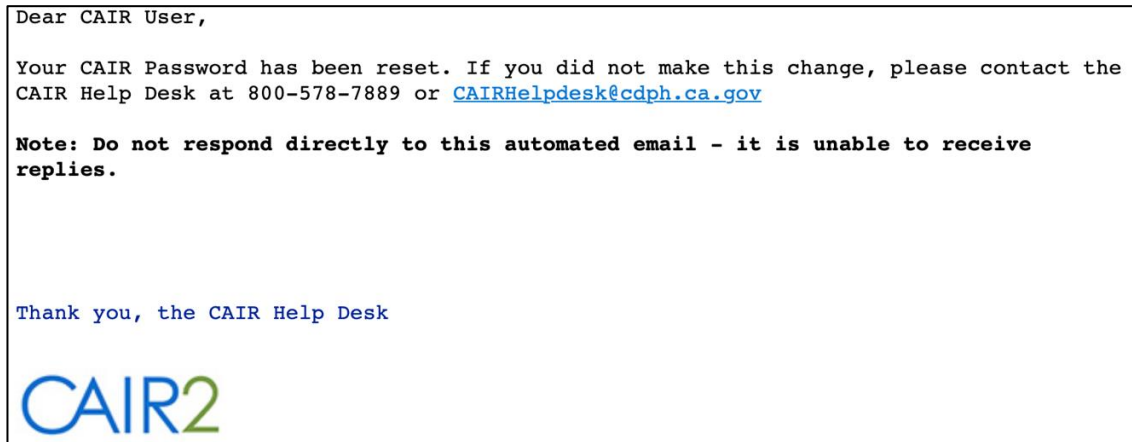 Dear CAIR User,
Your CAIR Password has been reset. If you did not make this change, please contact the
CAIR Help Desk at 800-578-7889 or CAIRHelpdesk@cdph.ca.gov
Note: Do not respond directly to this automated email - it is unable to receive
replies.
Thank you, the CAIR Help Desk
CAIR2